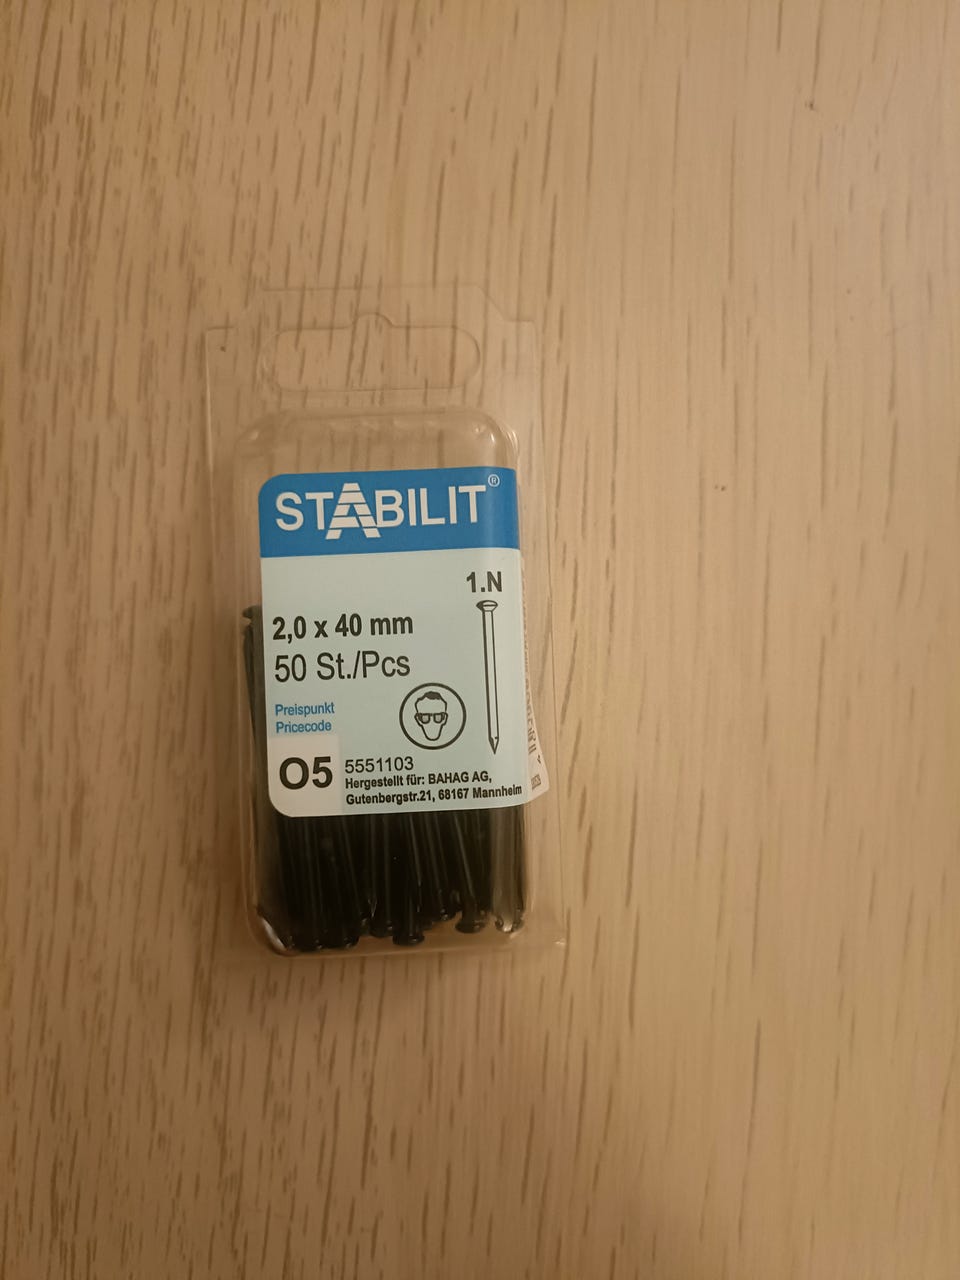 STABILIT®
1.N
2,0 x 40 mm
50 St./Pcs
Preispunkt
Pricecode
O5
5551103
Hergestellt für: BAHAG AG,
Gutenbergstr.21, 68167 Mannheim